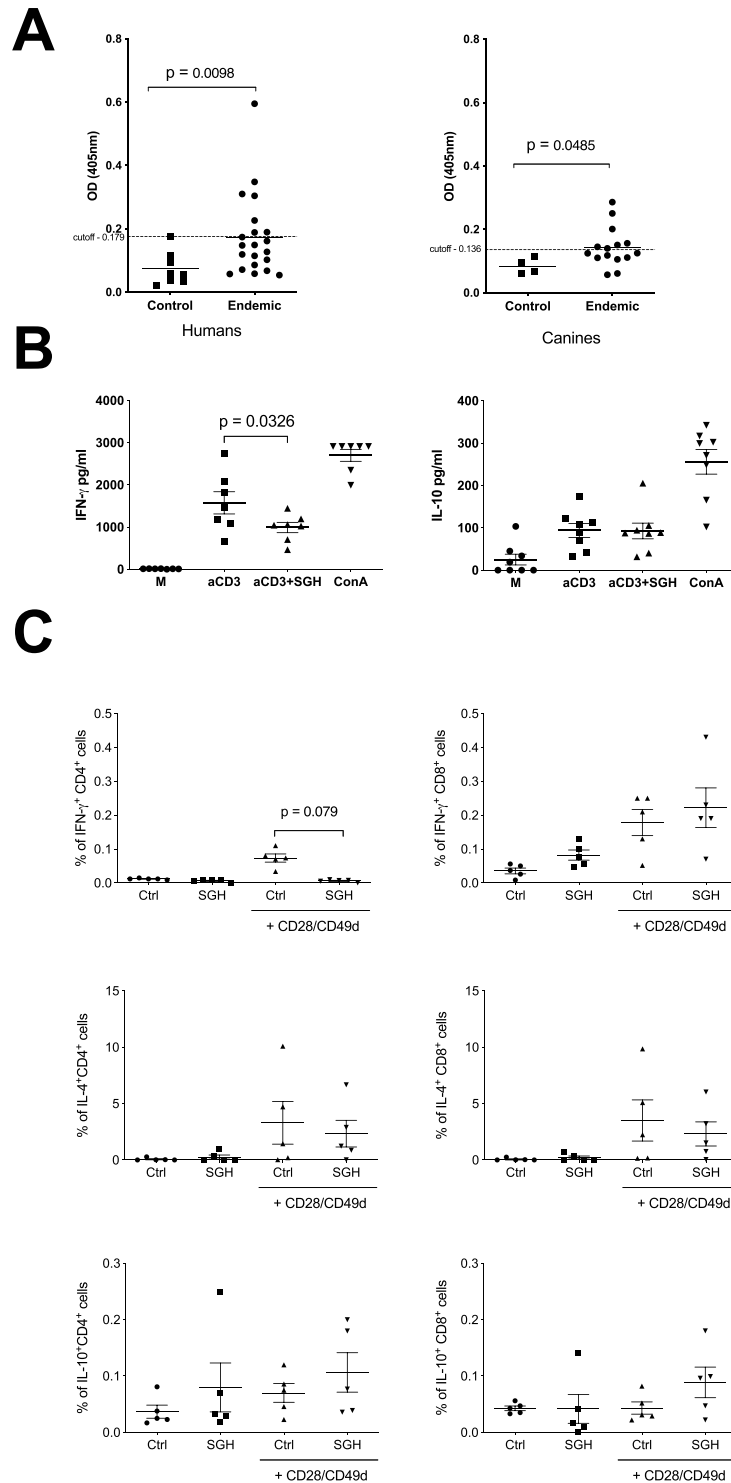 A
0.8
0.6
0.4
0.2
0.0
OD (405nm)
p = 0.0098
cutoff - 0.179
Control
Endemic
Humans
0.8
0.6
0.4
0.2
0.0
OD (405nm)
p = 0.0485
cutoff - 0.136
Control
Endemic
Canines
B
4000
3000
2000
1000
0
IFN-γ pg/ml
p = 0.0326
M
aCD3
aCD3+SGH
ConA
400
300
200
100
0
IL-10 pg/ml
M
aCD3
aCD3+SGH
ConA
C
0.5
0.4
0.3
0.2
0.1
0.0
% of IFN-γ⁺ CD4⁺ cells
p = 0.079
Ctrl
SGH
Ctrl
SGH
+ CD28/CD49d
0.5
0.4
0.3
0.2
0.1
0.0
% of IFN-γ⁺ CD8⁺ cells
Ctrl
SGH
Ctrl
SGH
+ CD28/CD49d
15
10
5
0
% of IL-4⁺CD4⁺ cells
Ctrl
SGH
Ctrl
SGH
+ CD28/CD49d
15
10
5
0
% of IL-4⁺ CD8⁺ cells
Ctrl
SGH
Ctrl
SGH
+ CD28/CD49d
0.3
0.2
0.1
0.0
% of IL-10⁺CD4⁺ cells
Ctrl
SGH
Ctrl
SGH
+ CD28/CD49d
0.3
0.2
0.1
0.0
% of IL-10⁺ CD8⁺ cells
Ctrl
SGH
Ctrl
SGH
+ CD28/CD49d